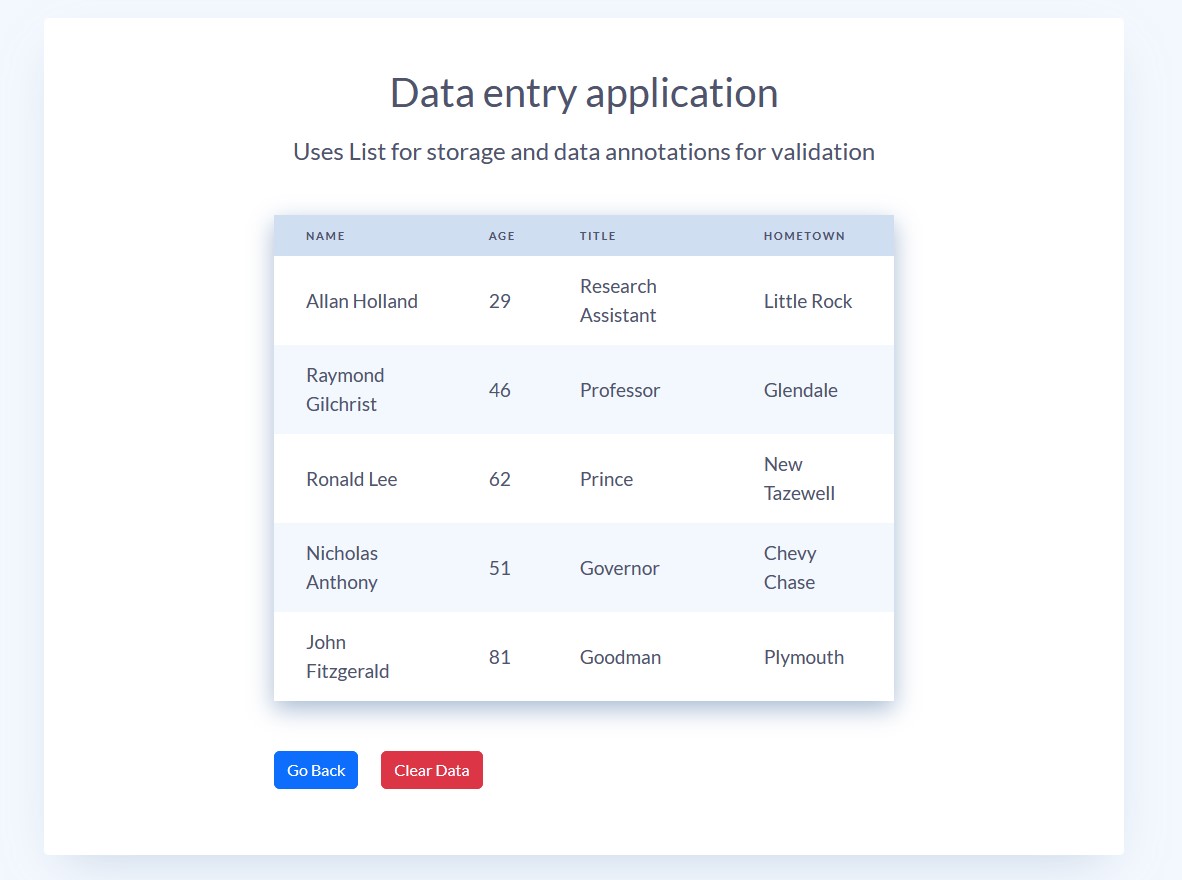 Data entry application
Uses List for storage and data annotations for validation
NAME AGE TITLE HOMETOWN
Allan Holland 29 Research Assistant Little Rock
Raymond Gilchrist 46 Professor Glendale
Ronald Lee 62 Prince New Tazewell
Nicholas Anthony 51 Governor Chevy Chase
John Fitzgerald 81 Goodman Plymouth
Go Back Clear Data